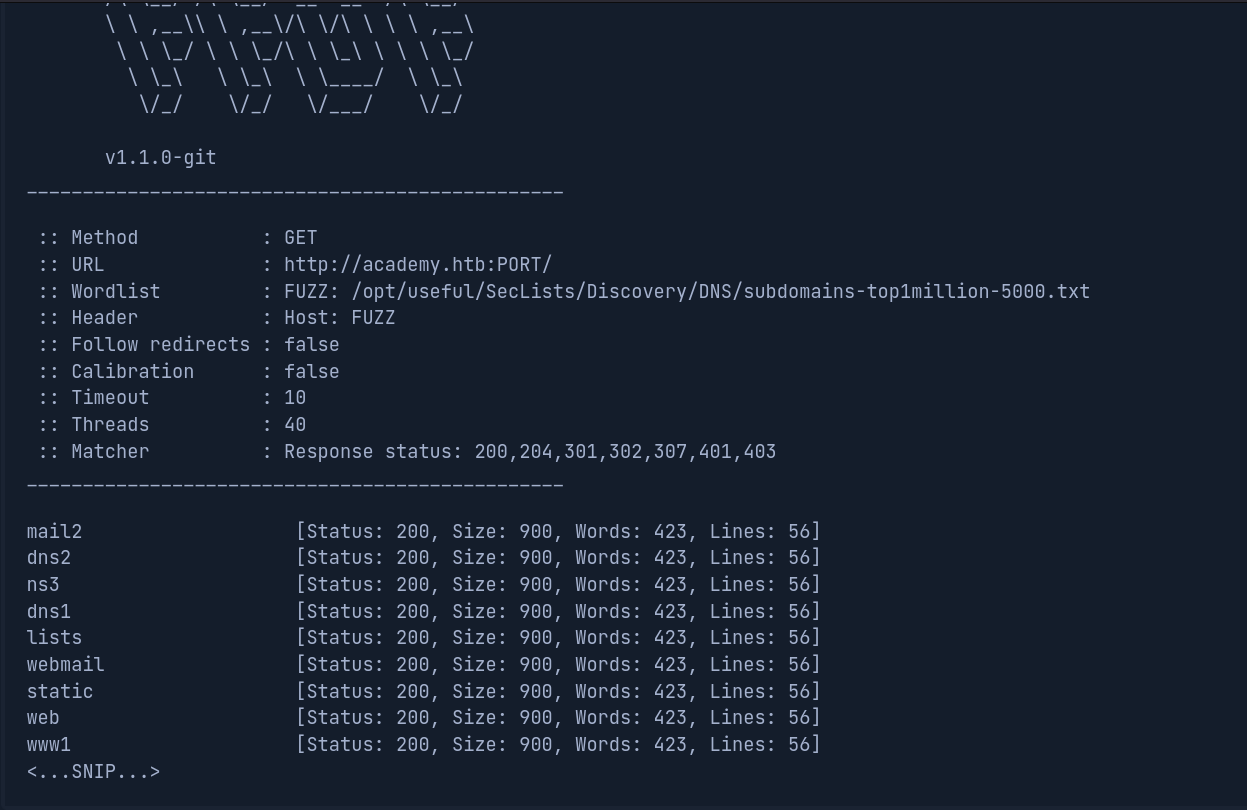 /\ \__/ /\ \__/  __  __  /\ \__/
\ \ ,__\\ \ ,__\/\ \/\ \ \ \ ,__\
\ \ \_/ \ \ \_/\ \ \_\ \ \ \ \_/
\ \_\   \ \_\  \ \____/  \ \_\
\/_/    \/_/   \/___/    \/_/
v1.1.0-git
________________________________________________
:: Method           : GET
:: URL              : http://academy.htb:PORT/
:: Wordlist         : FUZZ: /opt/useful/SecLists/Discovery/DNS/subdomains-top1million-5000.txt
:: Header           : Host: FUZZ
:: Follow redirects : false
:: Calibration      : false
:: Timeout          : 10
:: Threads          : 40
:: Matcher          : Response status: 200,204,301,302,307,401,403
________________________________________________
mail2                   [Status: 200, Size: 900, Words: 423, Lines: 56]
dns2                    [Status: 200, Size: 900, Words: 423, Lines: 56]
ns3                     [Status: 200, Size: 900, Words: 423, Lines: 56]
dns1                    [Status: 200, Size: 900, Words: 423, Lines: 56]
lists                   [Status: 200, Size: 900, Words: 423, Lines: 56]
webmail                 [Status: 200, Size: 900, Words: 423, Lines: 56]
static                  [Status: 200, Size: 900, Words: 423, Lines: 56]
web                     [Status: 200, Size: 900, Words: 423, Lines: 56]
www1                    [Status: 200, Size: 900, Words: 423, Lines: 56]
<...SNIP...>